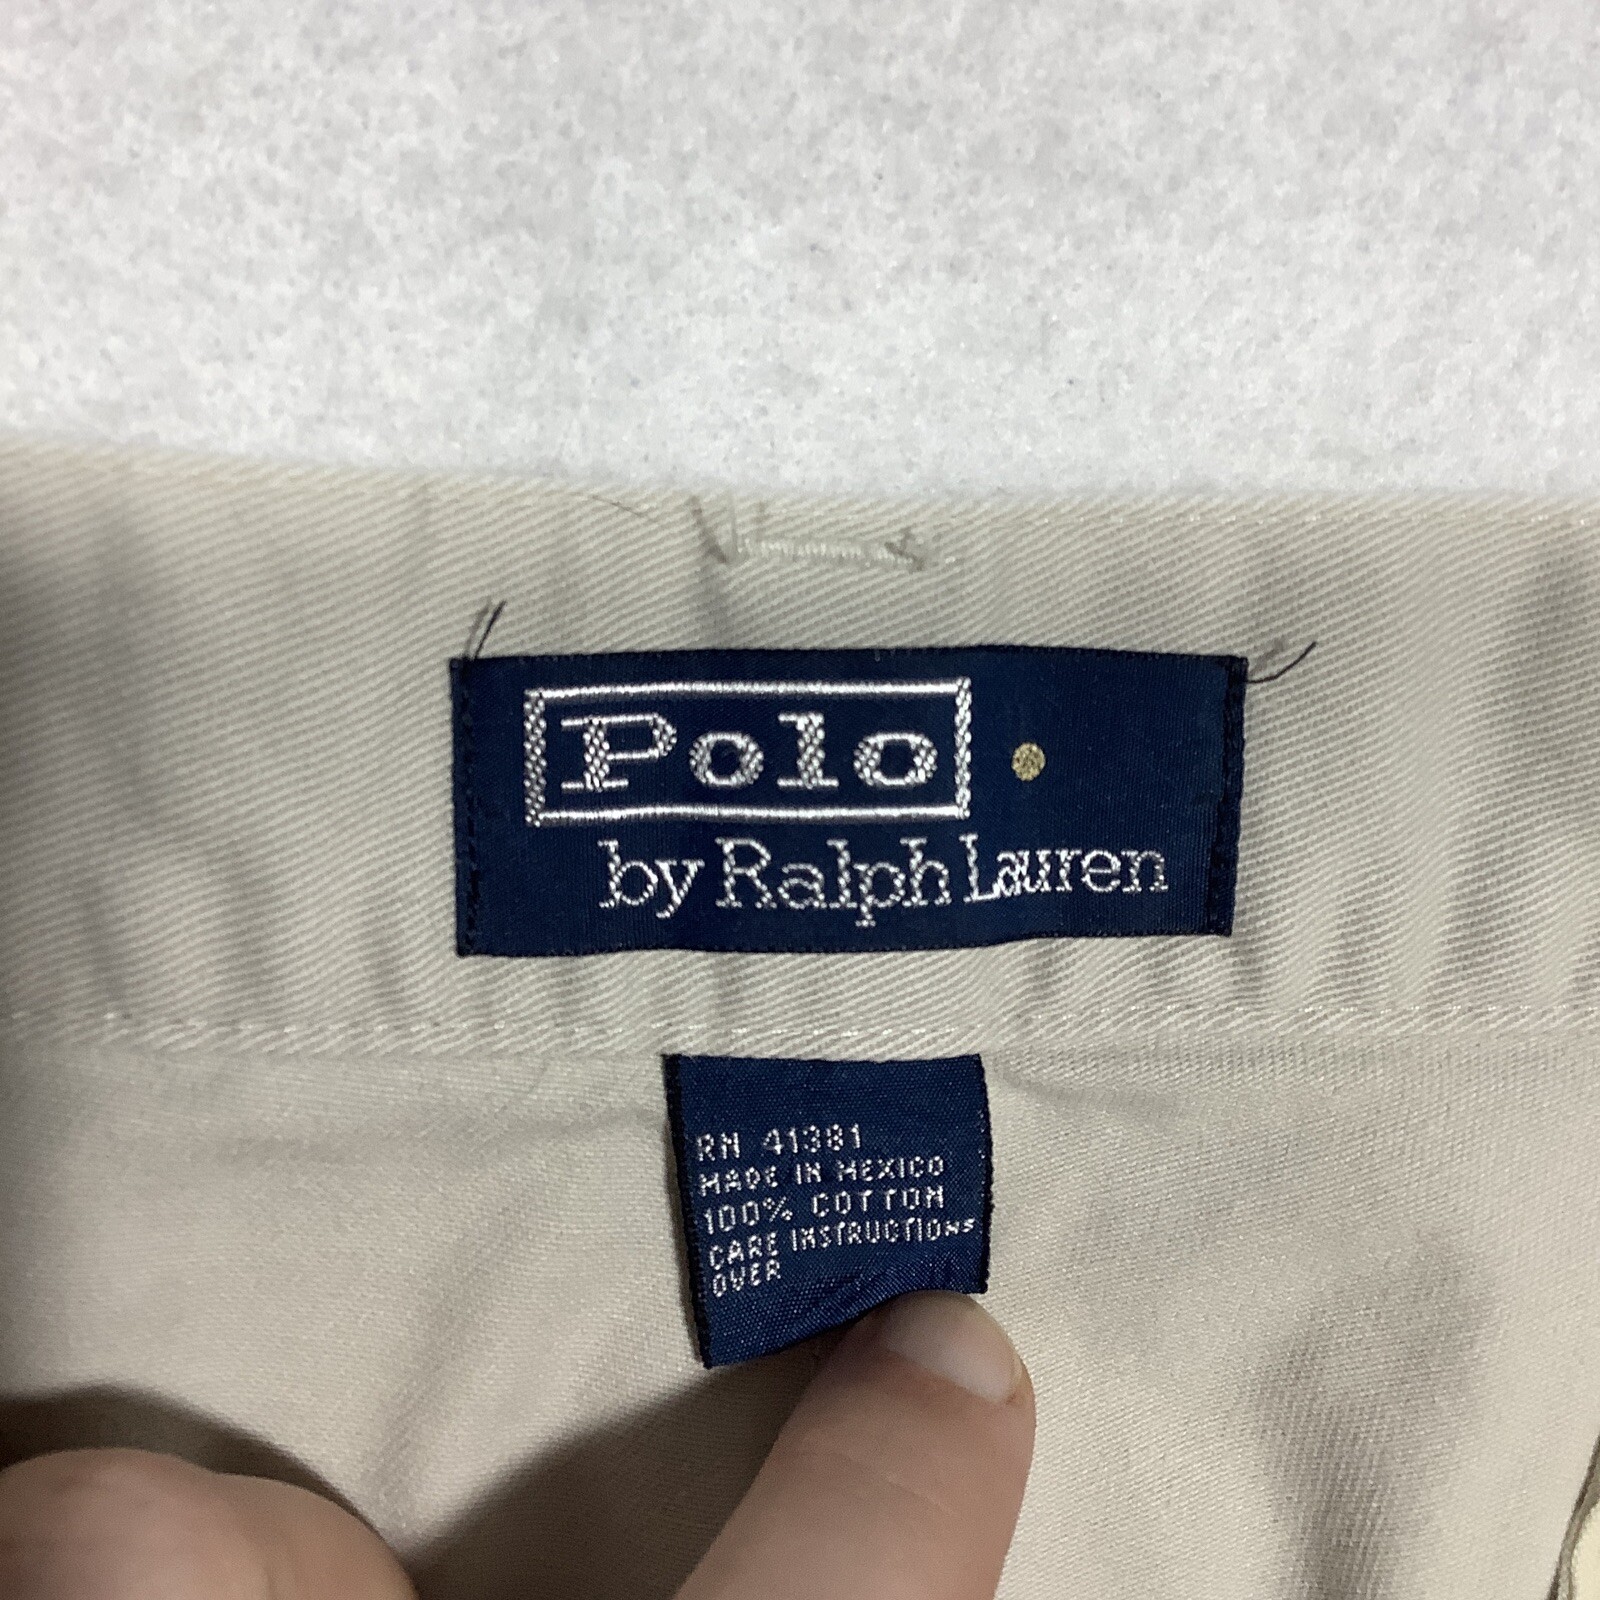 Polo
by Ralph Lauren
RN 41381
MADE IN MEXICO
100% COTTON
CARE INSTRUCTIONS
OVER